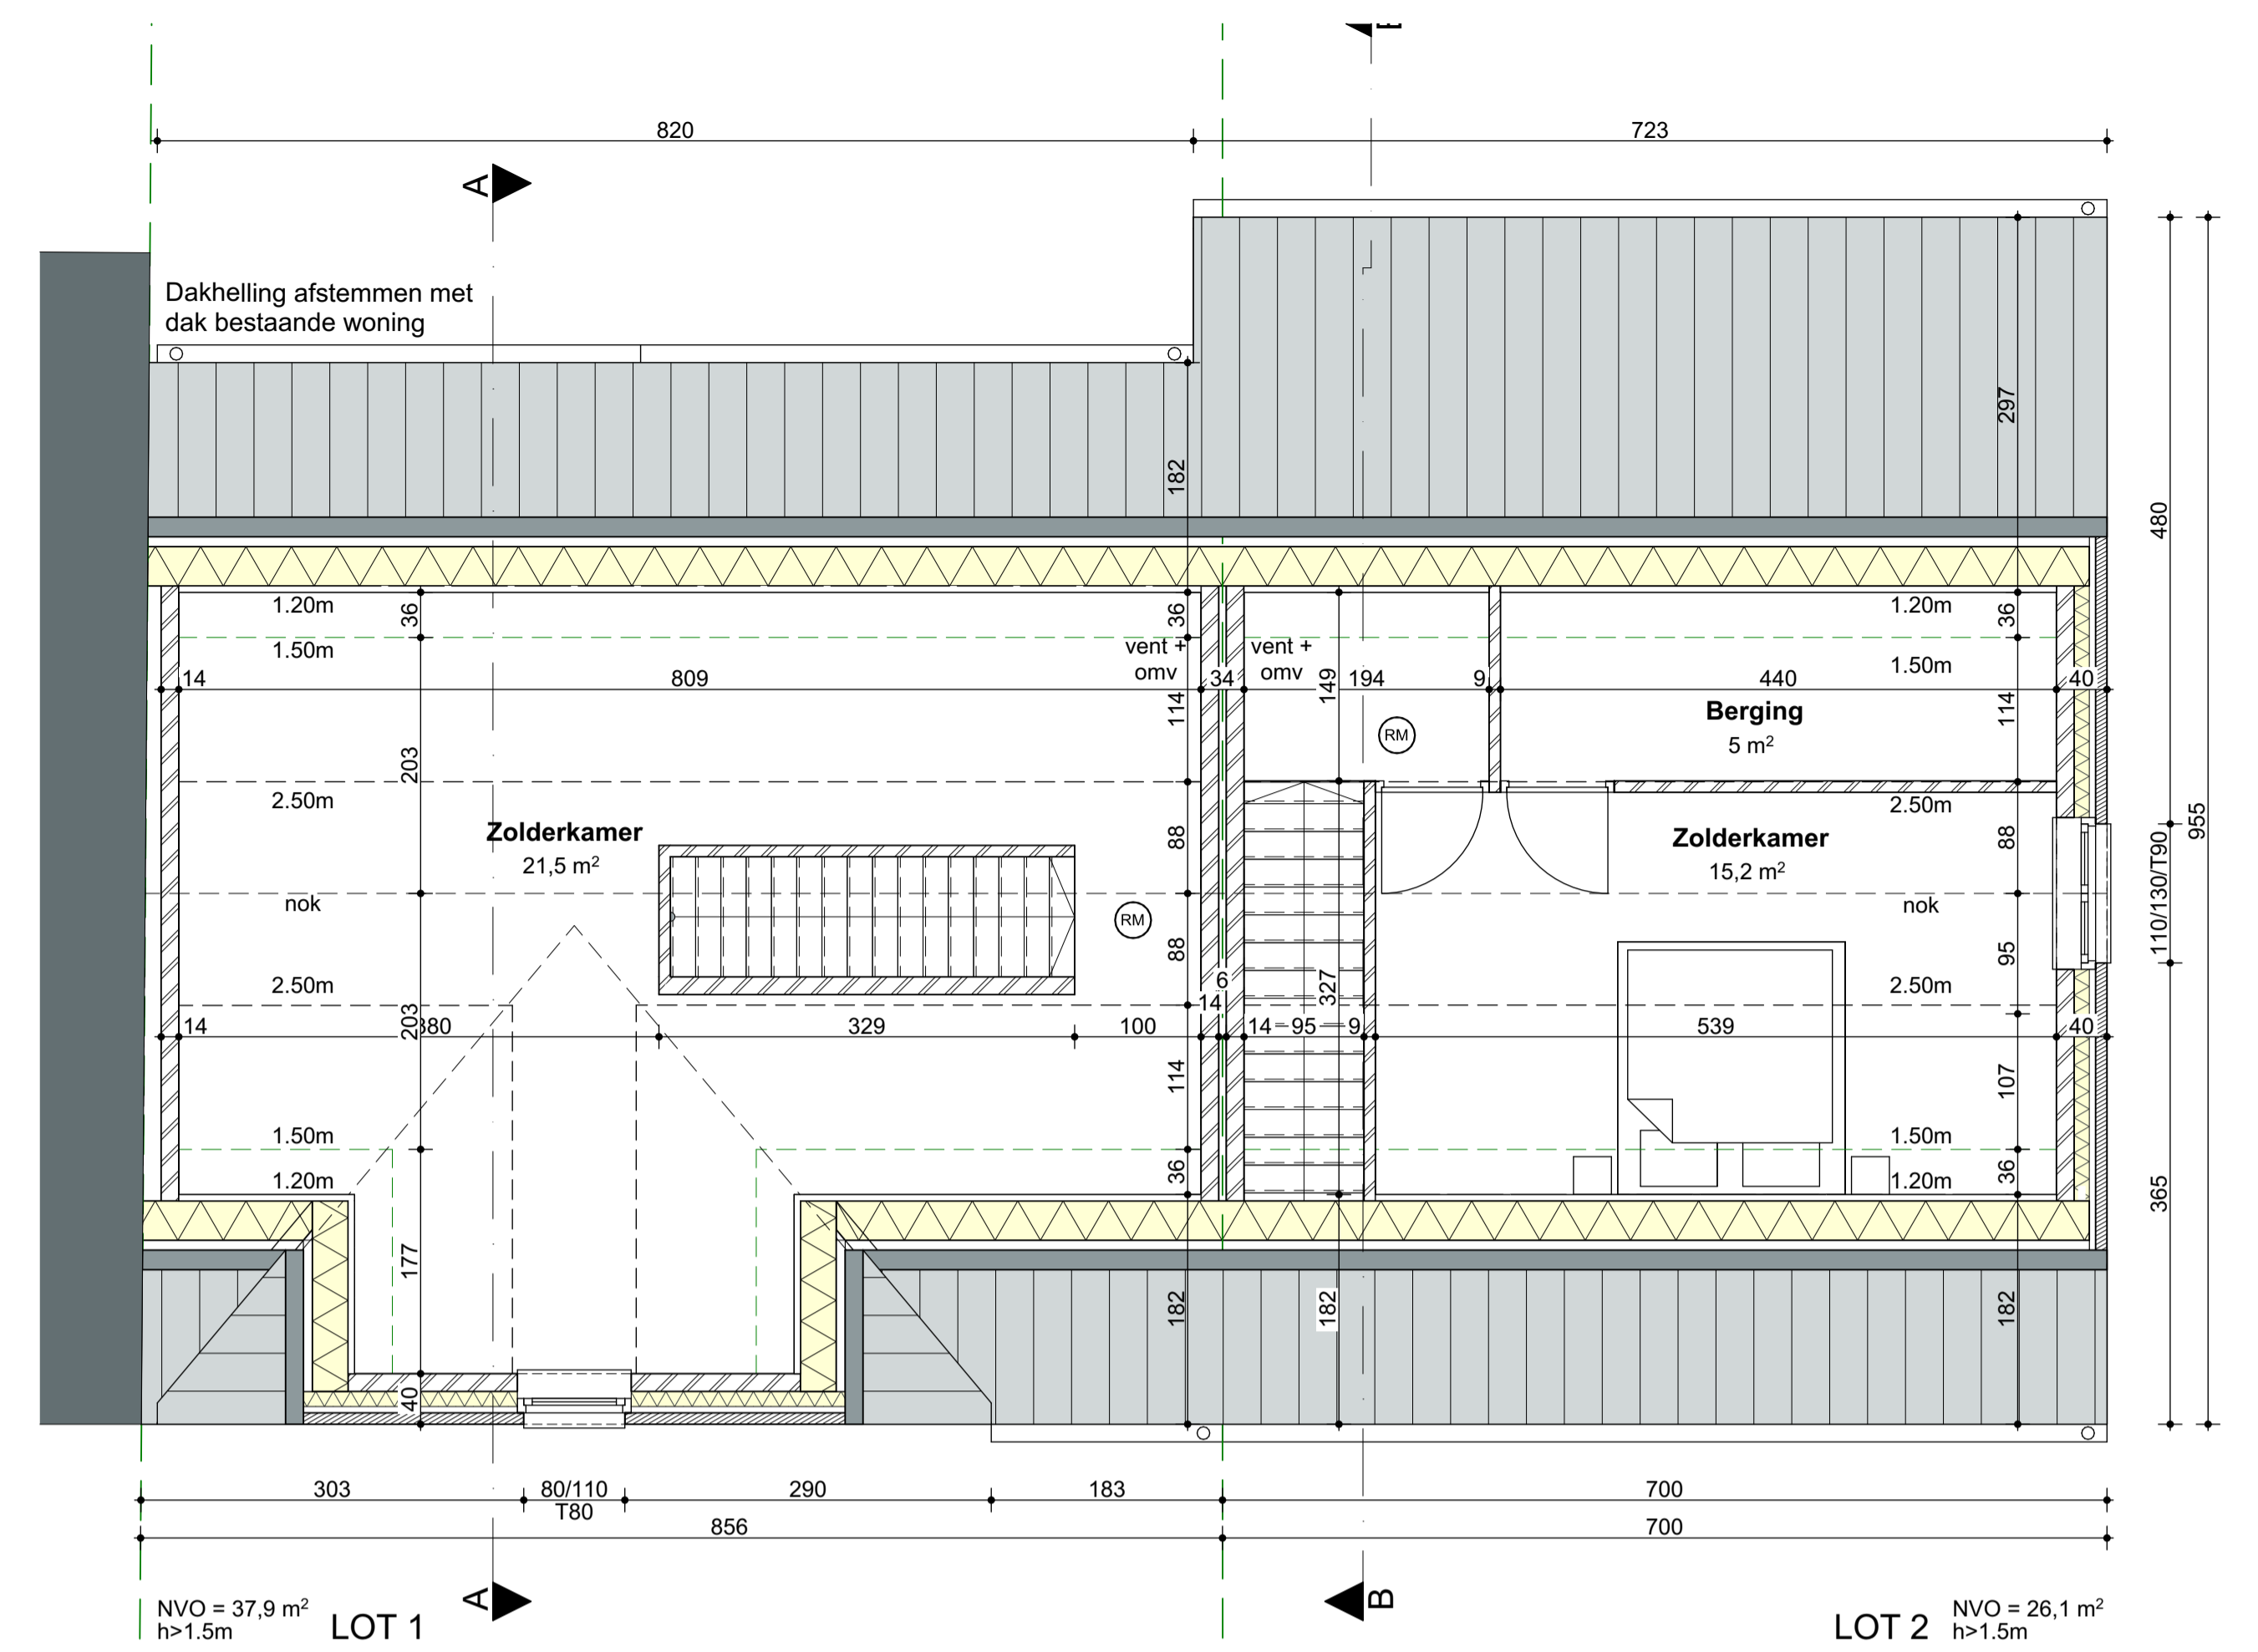 820
723
A
Dakhelling afstemmen met
dak bestaande woning
297
182
480
1.20m
36
36
1.20m
36
1.50m
vent +
omv
vent +
omv
1.50m
14
809
34
149
194
9
440
40
114
114
Berging
5 m²
RM
203
2.50m
2.50m
955
Zolderkamer
21,5 m²
88
Zolderkamer
15,2 m²
88
110/130/T90
nok
RM
nok
88
95
2.50m
6
327
2.50m
14
14
203
380
329
100
14
95
9
539
40
114
107
1.50m
1.50m
1.20m
36
36
1.20m
365
177
182
182
182
40
303
80/110
T80
290
183
700
856
700
A
B
NVO = 37,9 m²
h>1.5m
LOT 1
LOT 2
NVO = 26,1 m²
h>1.5m